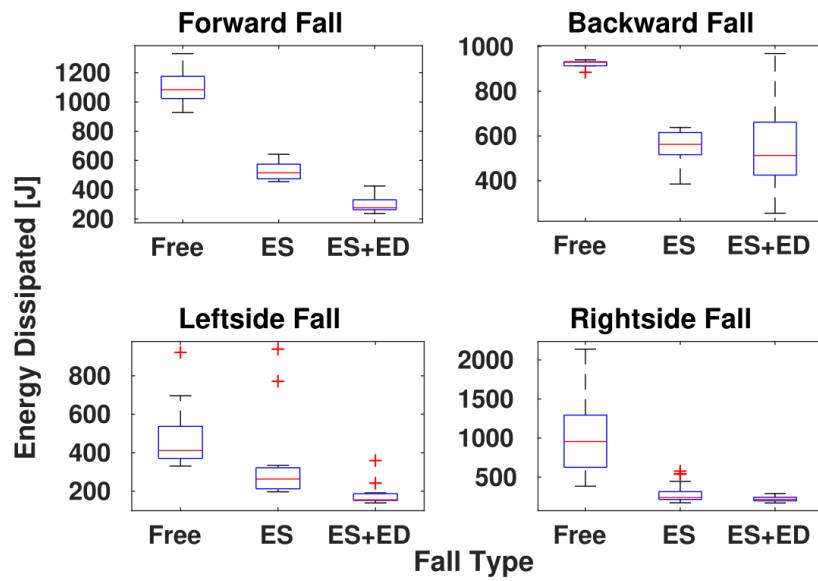 Forward Fall
1200
1000
800
600
400
200
Free ES ES+ED
Backward Fall
1000
800
600
400
Free ES ES+ED
Leftside Fall
800
600
400
200
Free ES ES+ED
Rightside Fall
2000
1500
1000
500
Free ES ES+ED
Energy Dissipated [J]
Fall Type